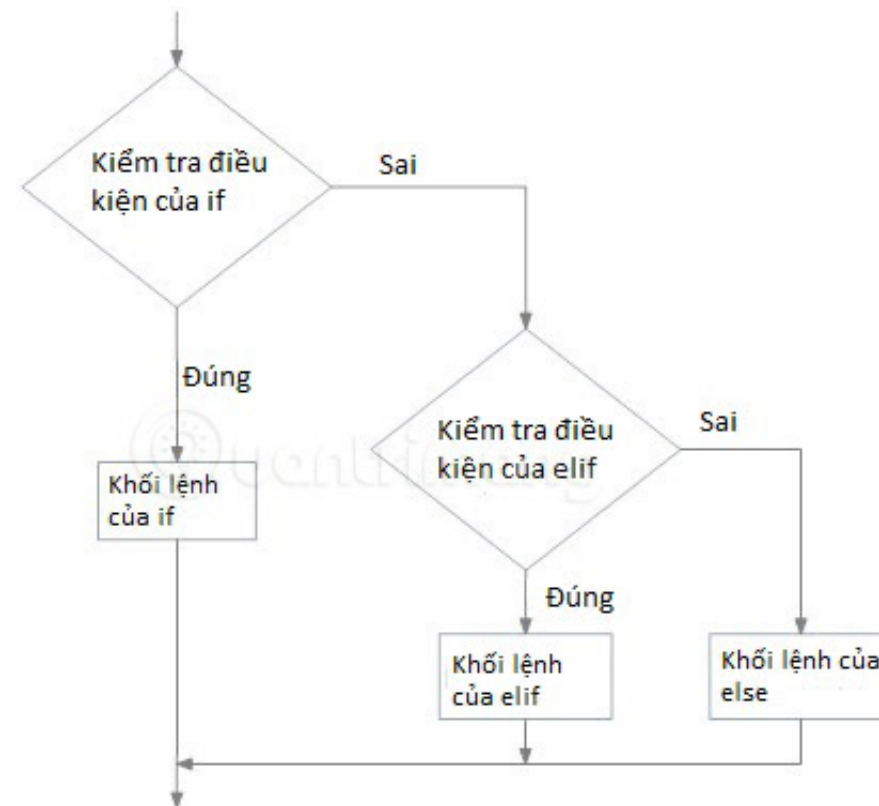 Kiểm tra điều
kiện của if
Sai
Đúng
Khối lệnh
của if
Kiểm tra điều
kiện của elif
Sai
Đúng
Khối lệnh
của elif
Khối lệnh của
else
uantrimang